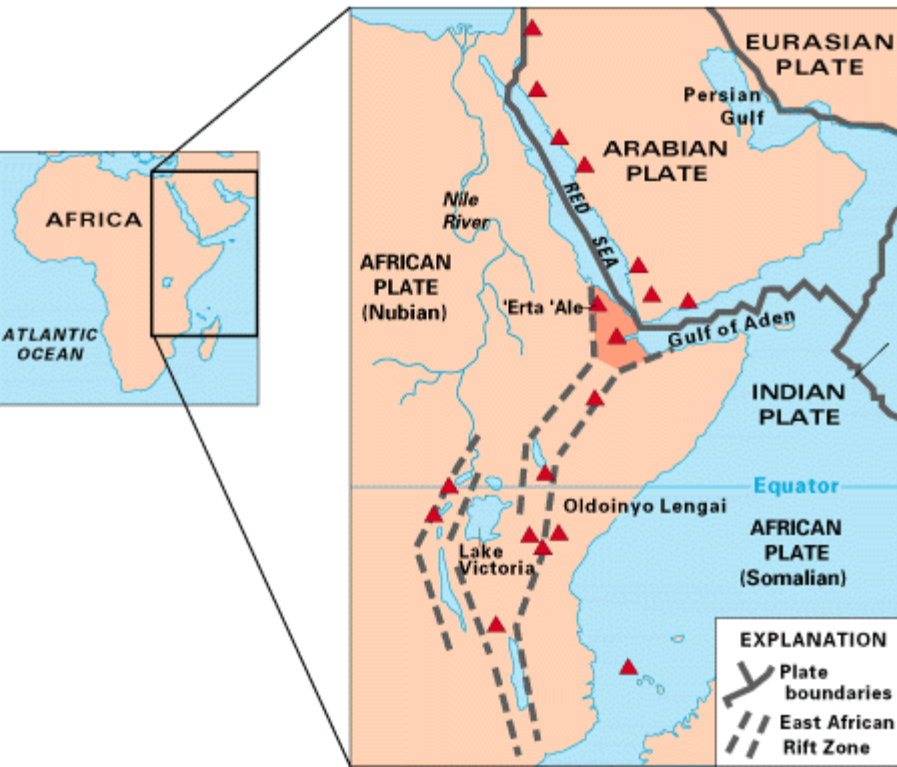 AFRICA
ATLANTIC
OCEAN
EURASIAN
PLATE
Persian
Gulf
ARABIAN
PLATE
RED
SEA
Nile
River
AFRICAN
PLATE
(Nubian)
'Erta 'Ale
Gulf of Aden
INDIAN
PLATE
Equator
Oldoinyo Lengai
AFRICAN
PLATE
(Somalian)
Lake
Victoria
EXPLANATION
Plate
boundaries
East African
Rift Zone